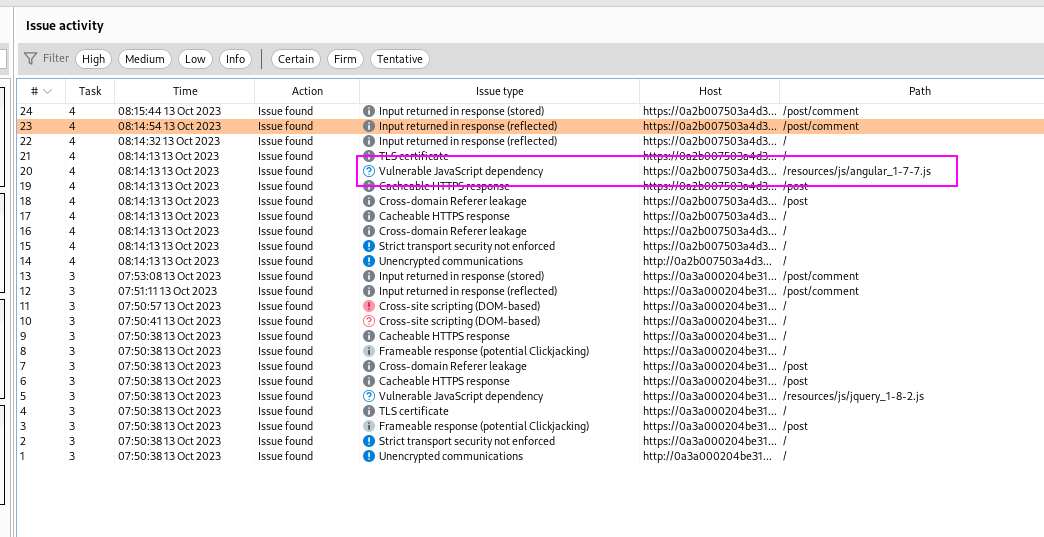 Issue activity
Filter High Medium Low Info Certain Firm Tentative
# Task Time Action Issue type Host Path
24 4 08:15:44 13 Oct 2023 Issue found Input returned in response (stored) https://0a2b007503a4d3... /post/comment
23 4 08:14:54 13 Oct 2023 Issue found Input returned in response (reflected) https://0a2b007503a4d3... /post/comment
22 4 08:14:32 13 Oct 2023 Issue found Input returned in response (reflected) https://0a2b007503a4d3... /
21 4 08:14:13 13 Oct 2023 Issue found TLS certificate https://0a2b007503a4d3... /
20 4 08:14:13 13 Oct 2023 Issue found Vulnerable JavaScript dependency https://0a2b007503a4d3... /resources/js/angular_1-7-7.js
19 4 08:14:13 13 Oct 2023 Issue found Cacheable HTTPS response https://0a2b007503a4d3... /post
18 4 08:14:13 13 Oct 2023 Issue found Cross-domain Referer leakage https://0a2b007503a4d3... /post
17 4 08:14:13 13 Oct 2023 Issue found Cacheable HTTPS response https://0a2b007503a4d3... /
16 4 08:14:13 13 Oct 2023 Issue found Cross-domain Referer leakage https://0a2b007503a4d3... /
15 4 08:14:13 13 Oct 2023 Issue found Strict transport security not enforced https://0a2b007503a4d3... /
14 4 08:14:13 13 Oct 2023 Issue found Unencrypted communications http://0a2b007503a4d3... /
13 3 07:53:08 13 Oct 2023 Issue found Input returned in response (stored) https://0a3a000204be31... /post/comment
12 3 07:51:11 13 Oct 2023 Issue found Input returned in response (reflected) https://0a3a000204be31... /post/comment
11 3 07:50:57 13 Oct 2023 Issue found Cross-site scripting (DOM-based) https://0a3a000204be31... /
10 3 07:50:41 13 Oct 2023 Issue found Cross-site scripting (DOM-based) https://0a3a000204be31... /
9 3 07:50:38 13 Oct 2023 Issue found Cacheable HTTPS response https://0a3a000204be31... /
8 3 07:50:38 13 Oct 2023 Issue found Frameable response (potential Clickjacking) https://0a3a000204be31... /
7 3 07:50:38 13 Oct 2023 Issue found Cross-domain Referer leakage https://0a3a000204be31... /post
6 3 07:50:38 13 Oct 2023 Issue found Cacheable HTTPS response https://0a3a000204be31... /post
5 3 07:50:38 13 Oct 2023 Issue found Vulnerable JavaScript dependency https://0a3a000204be31... /resources/js/jquery_1-8-2.js
4 3 07:50:38 13 Oct 2023 Issue found TLS certificate https://0a3a000204be31... /
3 3 07:50:38 13 Oct 2023 Issue found Frameable response (potential Clickjacking) https://0a3a000204be31... /post
2 3 07:50:38 13 Oct 2023 Issue found Strict transport security not enforced https://0a3a000204be31... /
1 3 07:50:38 13 Oct 2023 Issue found Unencrypted communications http://0a3a000204be31... /